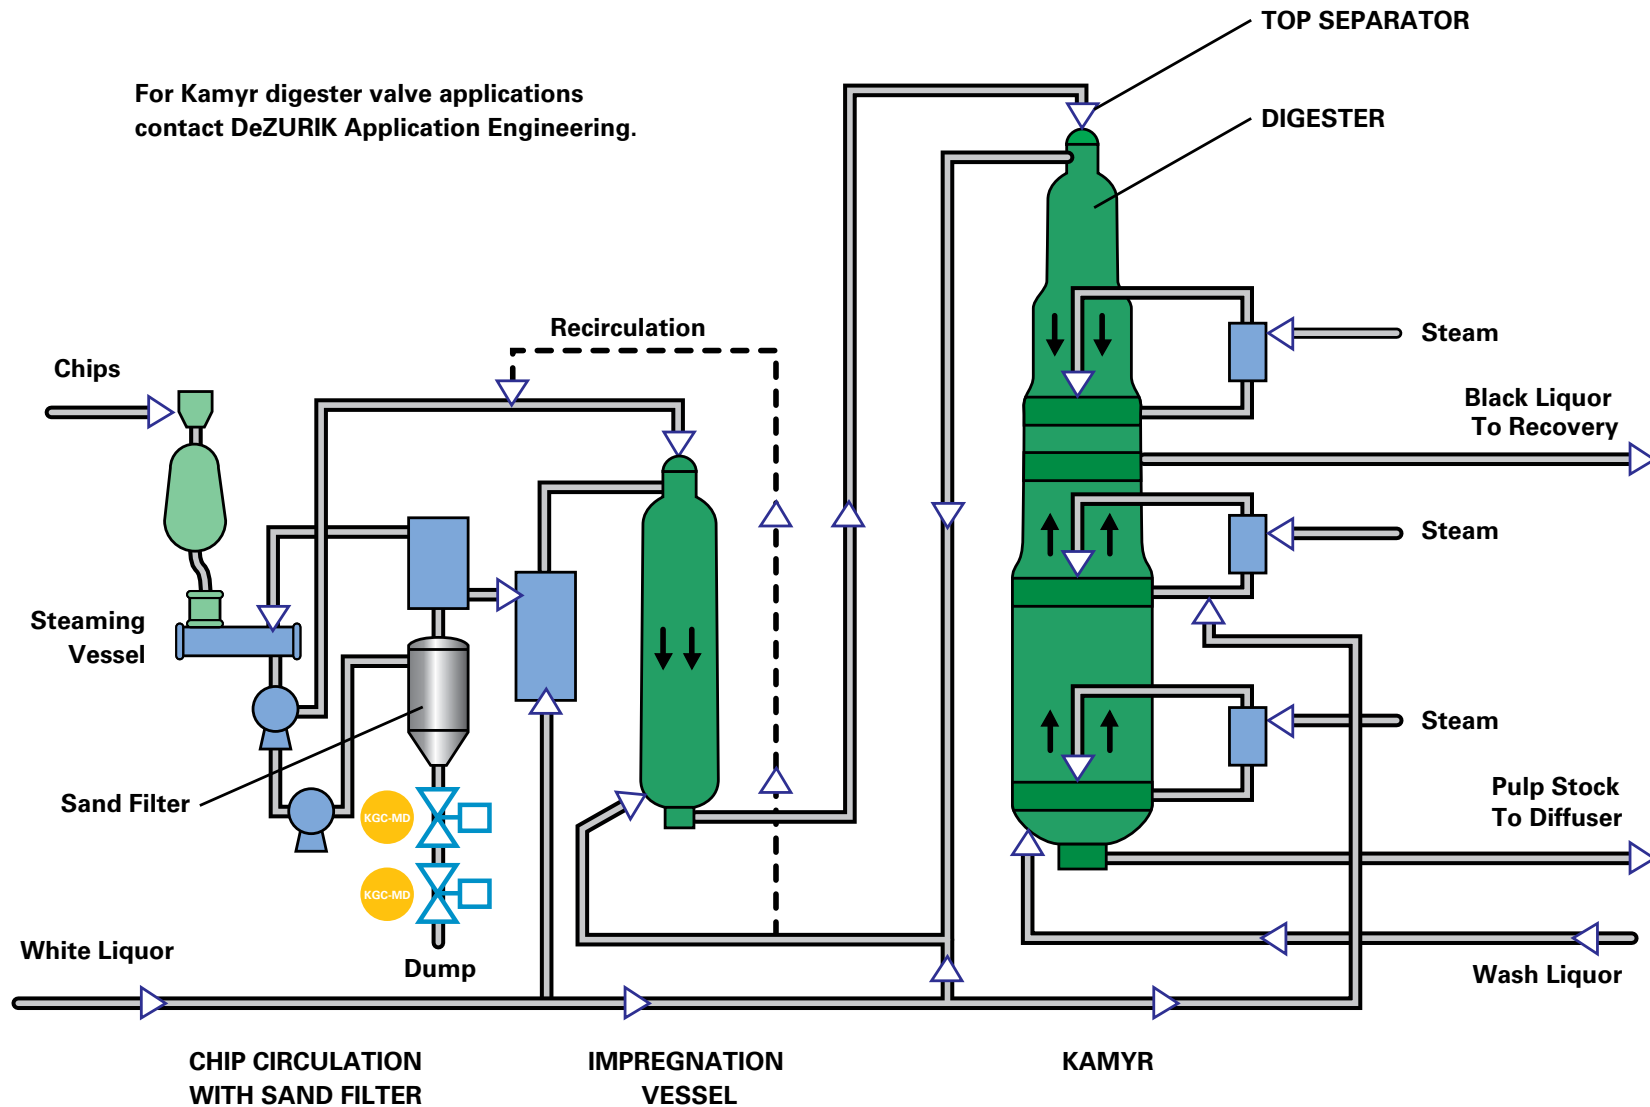 TOP SEPARATOR
For Kamyr digester valve applications
contact DeZURIK Application Engineering.
DIGESTER
Recirculation
Steam
Chips
Black Liquor
To Recovery
Steam
Steaming
Vessel
Steam
Sand Filter
Pulp Stock
To Diffuser
KGC-MD
KGC-MD
White Liquor
Dump
Wash Liquor
CHIP CIRCULATION
WITH SAND FILTER
IMPREGNATION
VESSEL
KAMYR